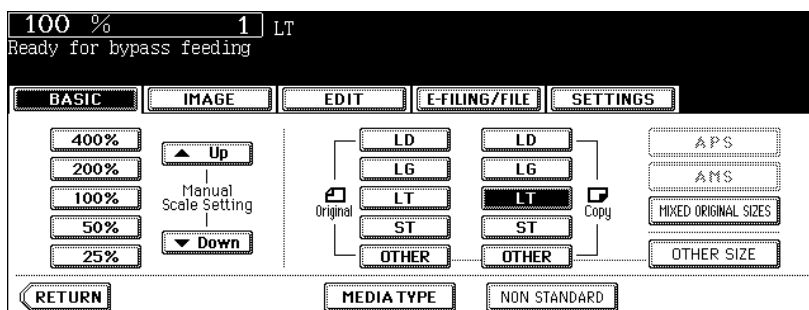 100 % 1 LT
Ready for bypass feeding
BASIC IMAGE EDIT E-FILING/FILE SETTINGS
400% Up LD LD APS
200% LG LG AMS
100% Manual Scale Setting Original LT LT Copy MIXED ORIGINAL SIZES
50% ST ST
25% Down OTHER OTHER OTHER SIZE
RETURN MEDIA TYPE NON STANDARD